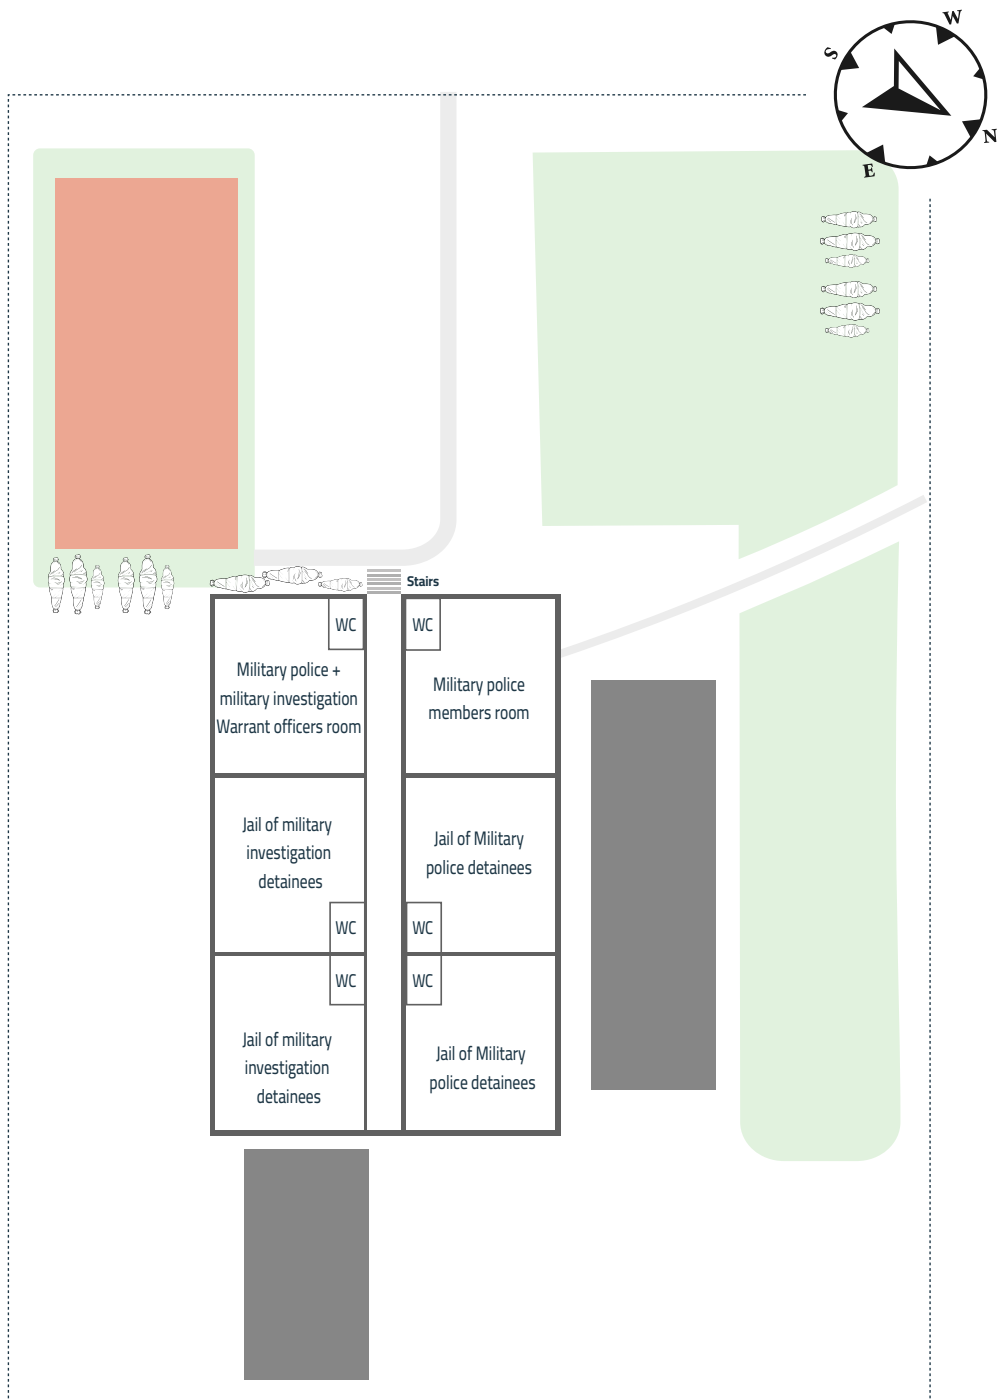 W
S
N
E
Stairs
WC
WC
Military police +
military investigation
Warrant officers room
Military police
members room
Jail of military
investigation
detainees
Jail of Military
police detainees
WC
WC
WC
WC
Jail of military
investigation
detainees
Jail of Military
police detainees